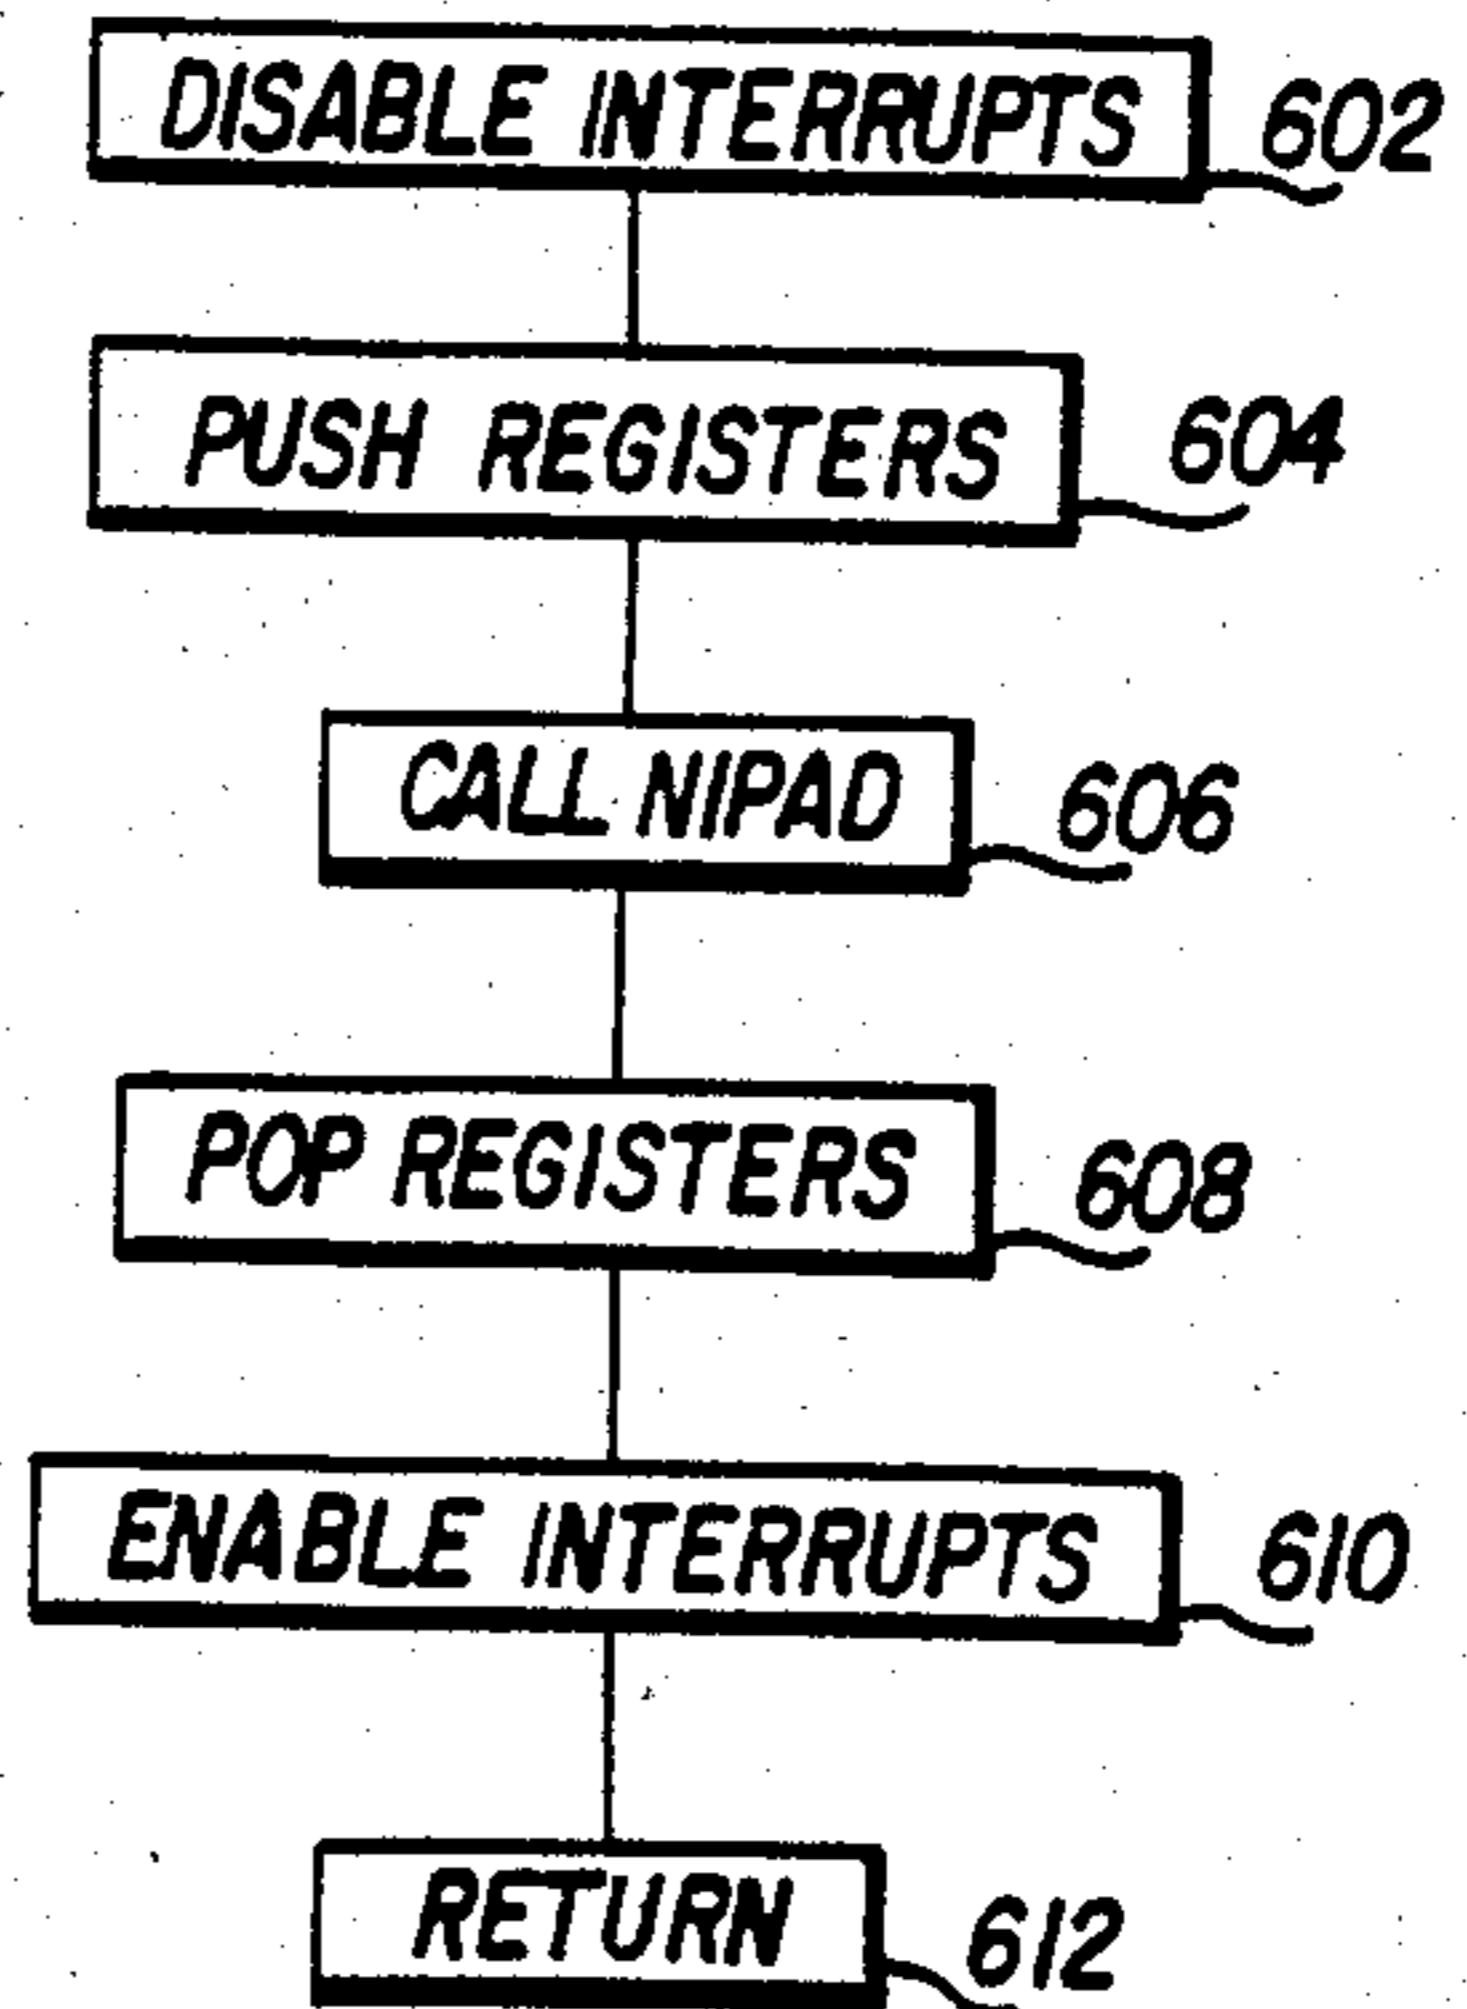 DISABLE INTERRUPTS 602
PUSH REGISTERS 604
CALL NIPAD 606
POP REGISTERS 608
ENABLE INTERRUPTS 610
RETURN 612